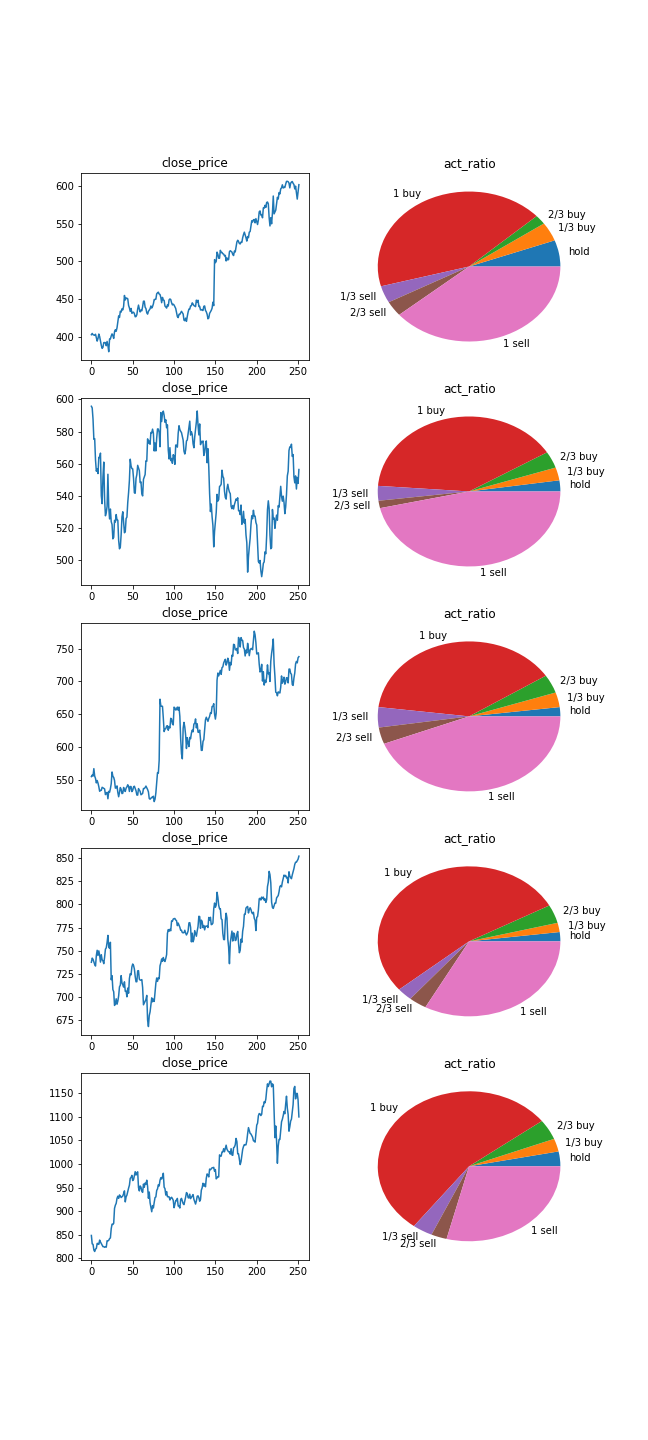 close_price
600
550
500
450
400
0 50 100 150 200 250
act_ratio
1 buy
2/3 buy
1/3 buy
hold
1/3 sell
2/3 sell
1 sell
close_price
600
580
560
540
520
500
0 50 100 150 200 250
act_ratio
1 buy
2/3 buy
1/3 buy
hold
1/3 sell
2/3 sell
1 sell
close_price
750
700
650
600
550
0 50 100 150 200 250
act_ratio
1 buy
2/3 buy
1/3 buy
hold
1/3 sell
2/3 sell
1 sell
close_price
850
825
800
775
750
725
700
675
0 50 100 150 200 250
act_ratio
1 buy
2/3 buy
1/3 buy
hold
1/3 sell
2/3 sell
1 sell
close_price
1150
1100
1050
1000
950
900
850
800
0 50 100 150 200 250
act_ratio
1 buy
2/3 buy
1/3 buy
hold
1/3 sell
2/3 sell
1 sell